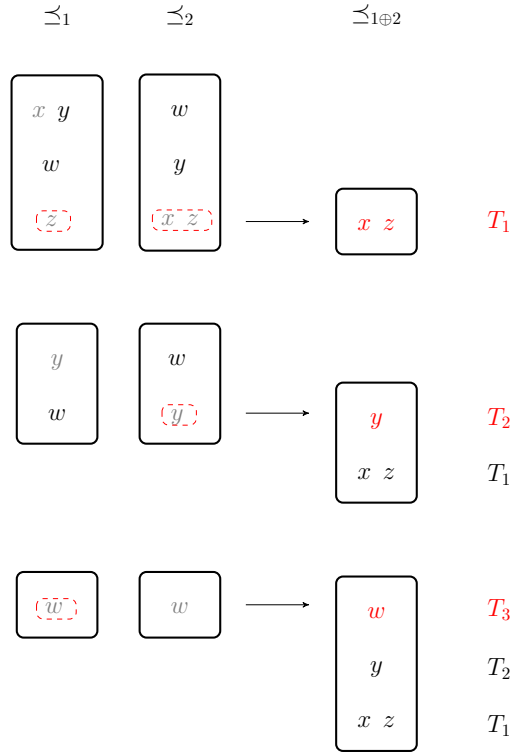 ⪯₁ ⪯₂ ⪯₁⊕₂
x y w
w y
z x z x z T₁
y w
w y y T₂
x z T₁
w w w T₃
y T₂
x z T₁